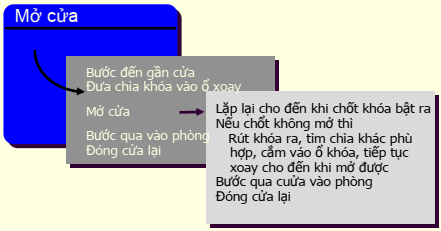 Mở cửa
Bước đến gần cửa
Đưa chìa khóa vào ổ xoay
Mở cửa
Bước qua vào phòng
Đóng cửa lại
Lặp lại cho đến khi chốt khóa bật ra
Nếu chốt không mở thì
Rút khóa ra, tìm chìa khác phù
hợp, cắm váo ổ khóa, tiếp tục
xoay cho đến khi mở được
Bước qua cuửa vào phòng
Đóng cửa lại